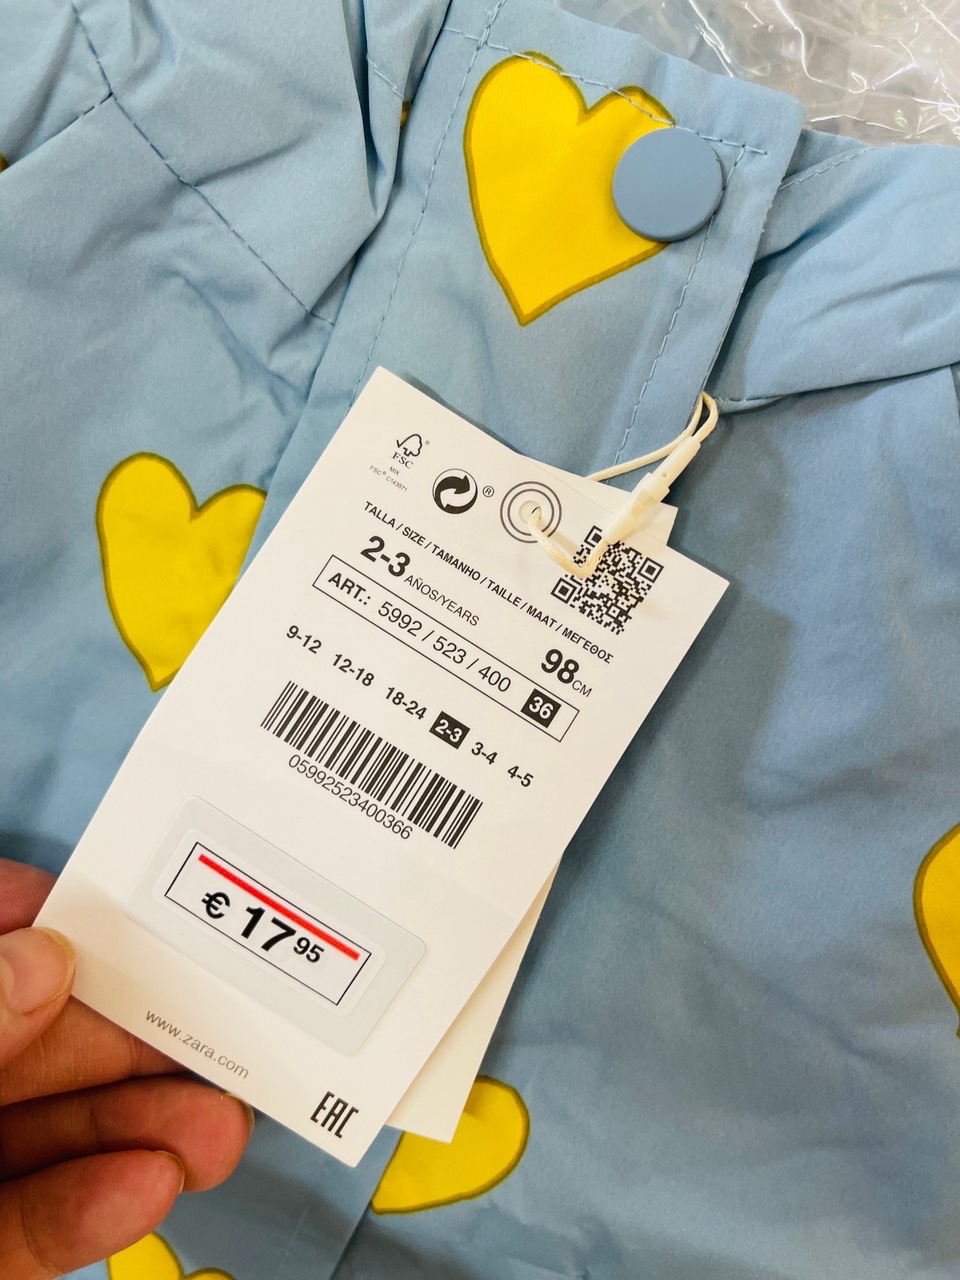 FSC®
MIX
FSC® C143571
®
TALLA / SIZE / TAMANHO / TAILLE / MAAT / ΜΕΓΕΘΟΣ
2-3 AÑOS/YEARS
98 CM
ART.: 5992 / 523 / 400 36
9-12 12-18 18-24 2-3 3-4 4-5
05992523400366
€ 17 95
www.zara.com
EAC